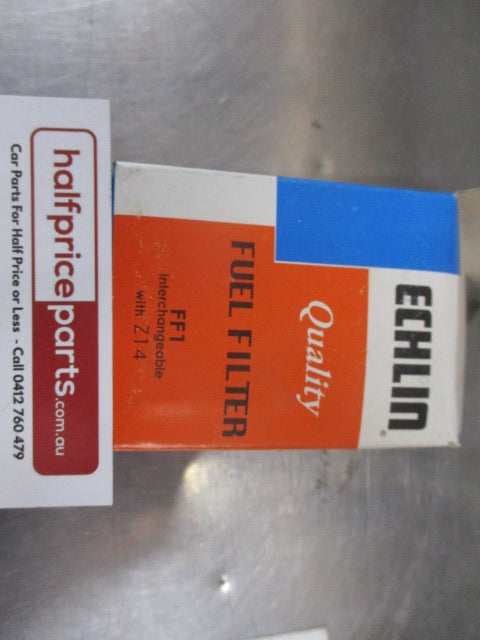 ECHLIN
Quality
FUEL FILTER
FF1
Interchangeable
with Z14
halfpriceparts.com.au
Car Parts For Half Price or Less - Call 0412 760 479